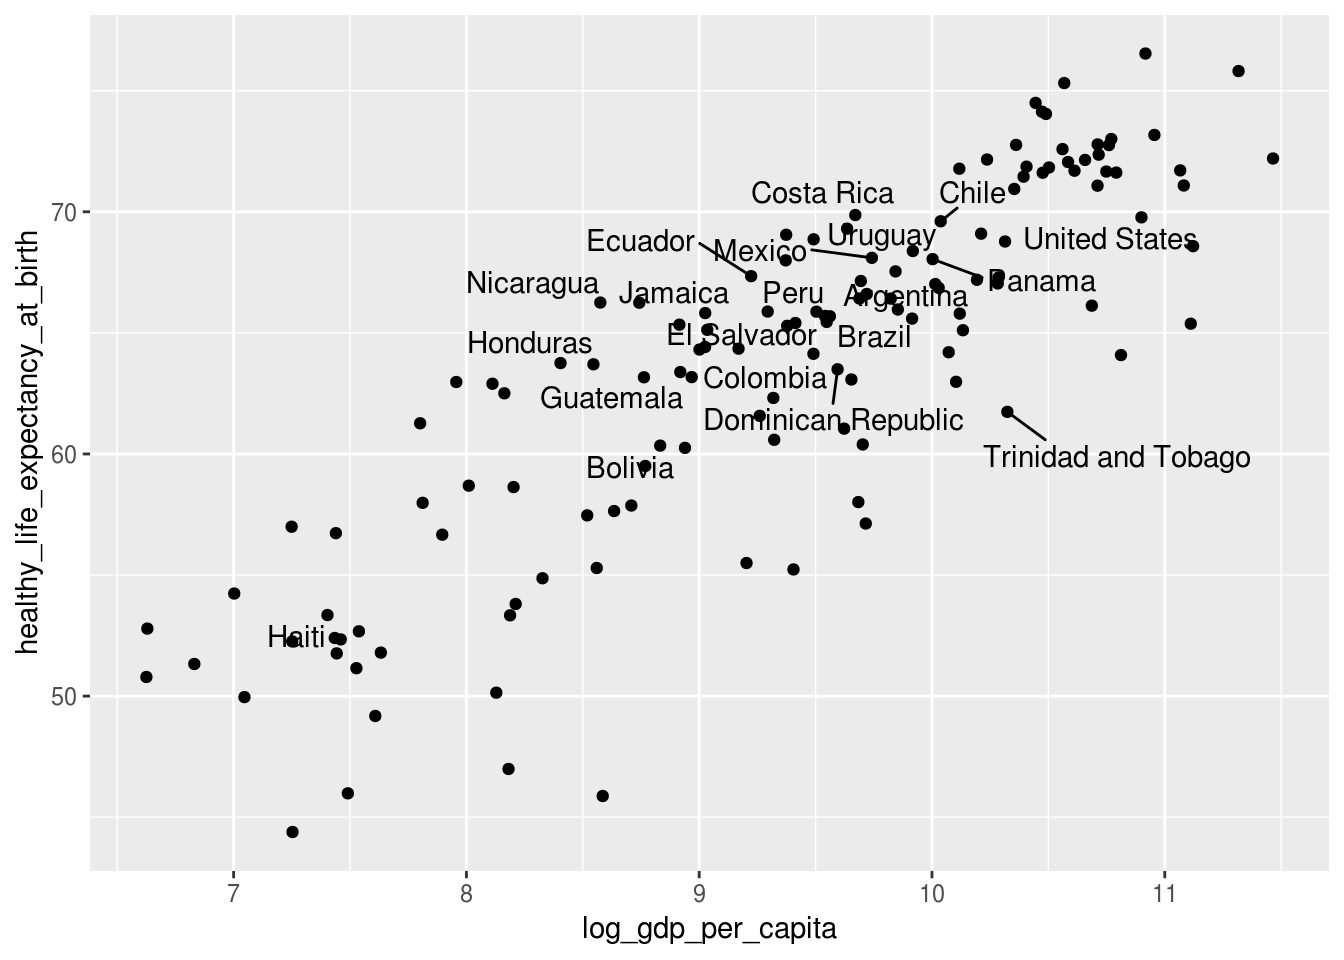 healthy_life_expectancy_at_birth
70
60
50
Costa Rica
Chile
Ecuador
Mexico
Uruguay
United States
Nicaragua
Jamaica
Peru
Argentina
Panama
Honduras
El Salvador
Brazil
Guatemala
Colombia
Dominican Republic
Bolivia
Trinidad and Tobago
Haiti
7
8
9
10
11
log_gdp_per_capita